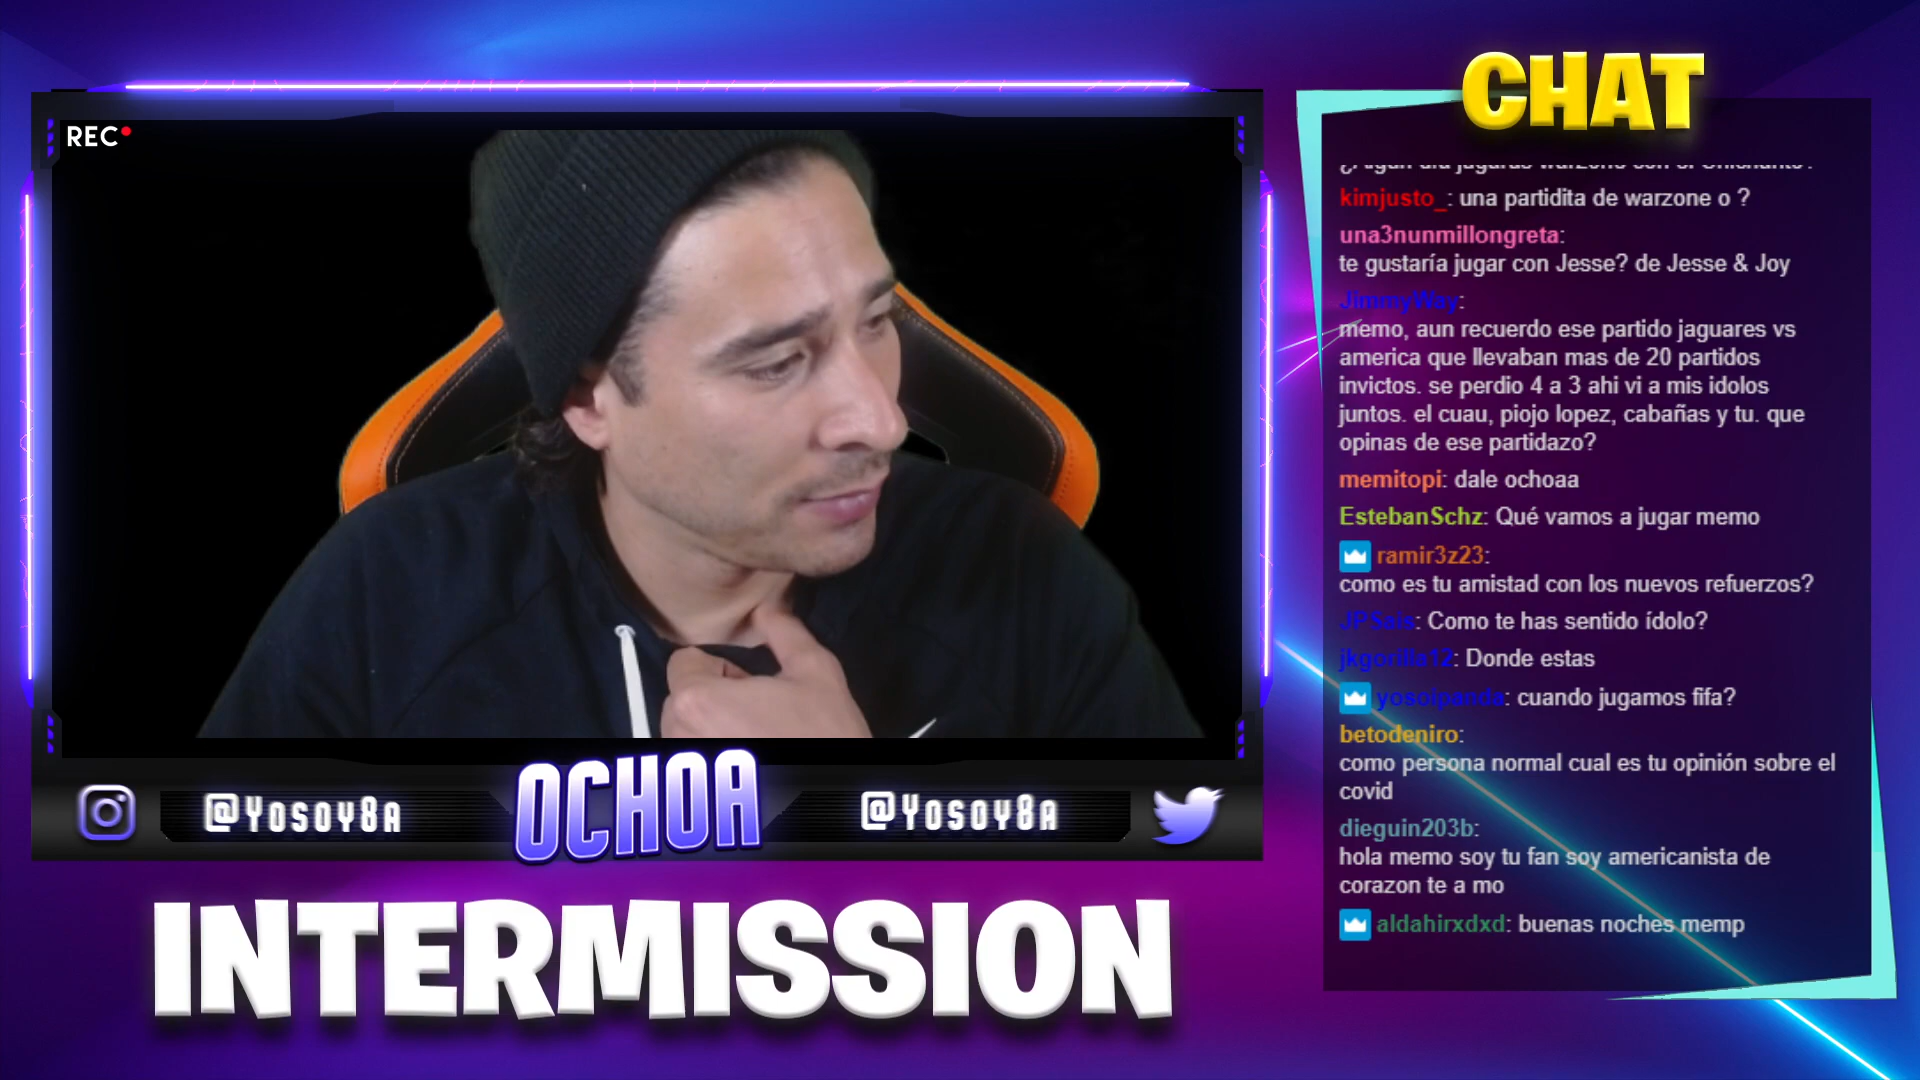 REC
@Yosoy8a
OCHOA
@Yosoy8a
INTERMISSION
CHAT
kimjusto_: una partidita de warzone o ?
una3nunmillongreta:
te gustaría jugar con Jesse? de Jesse & Joy
JimmyWay:
memo, aun recuerdo ese partido jaguares vs
america que llevaban mas de 20 partidos
invictos. se perdio 4 a 3 ahi vi a mis idolos
juntos. el cuau, piojo lopez, cabañas y tu. que
opinas de ese partidazo?
memitopi: dale ochoaa
EstebanSchz: Qué vamos a jugar memo
ramir3z23:
como es tu amistad con los nuevos refuerzos?
JPSais: Como te has sentido ídolo?
jkgorilla12: Donde estas
yosoipanda: cuando jugamos fifa?
betodeniro:
como persona normal cual es tu opinión sobre el
covid
dieguin203b:
hola memo soy tu fan soy americanista de
corazon te a mo
aldahirxdxd: buenas noches memp